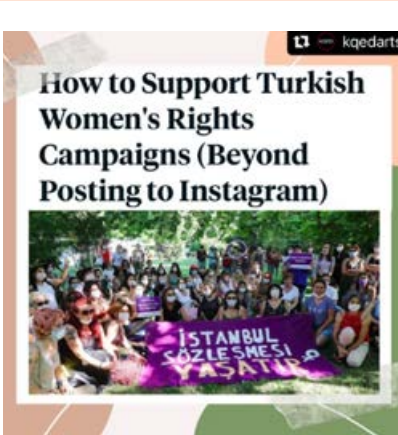 kqedarts
How to Support Turkish
Women's Rights
Campaigns (Beyond
Posting to Instagram)
İSTANBUL
SÖZLEŞMESİ
YAŞATIR